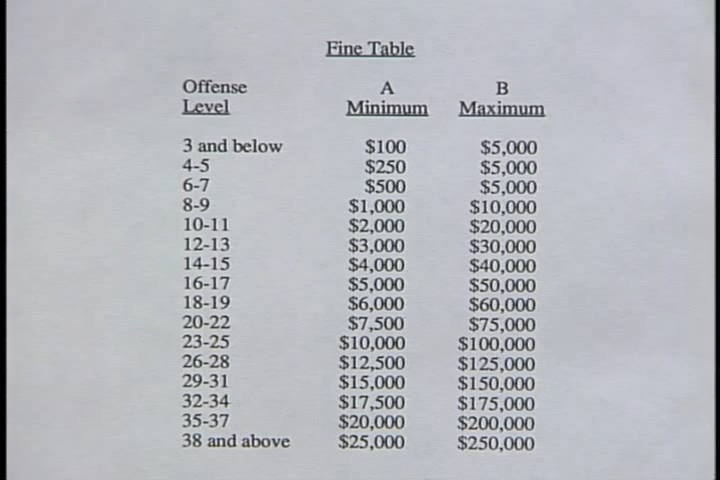 Fine Table
Offense A B
Level Minimum Maximum
3 and below $100 $5,000
4-5 $250 $5,000
6-7 $500 $5,000
8-9 $1,000 $10,000
10-11 $2,000 $20,000
12-13 $3,000 $30,000
14-15 $4,000 $40,000
16-17 $5,000 $50,000
18-19 $6,000 $60,000
20-22 $7,500 $75,000
23-25 $10,000 $100,000
26-28 $12,500 $125,000
29-31 $15,000 $150,000
32-34 $17,500 $175,000
35-37 $20,000 $200,000
38 and above $25,000 $250,000